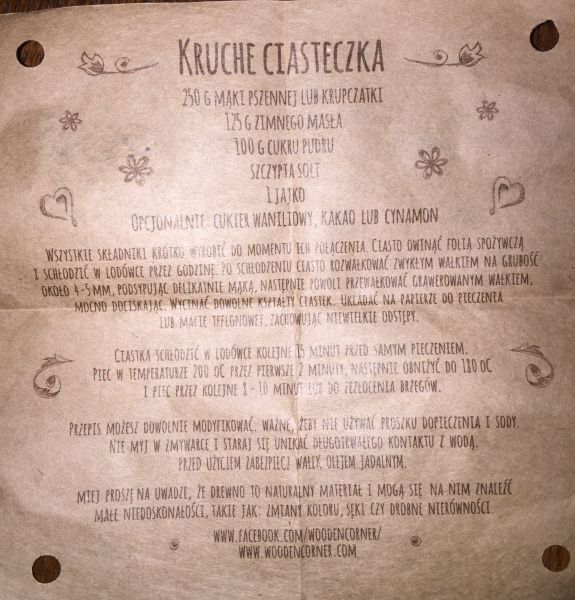 KRUCHE CIASTECZKA
250 G MĄKI PSZENNEJ LUB KRUPCZATKI
125 G ZIMNEGO MASŁA
100 G CUKRU PUDRU
SZCZYPTA SOLI
1 JAJKO
OPCJONALNIE: CUKIER WANILIOWY, KAKAO LUB CYNAMON
WSZYSTKIE SKŁADNIKI KRÓTKO WYROBIĆ DO MOMENTU ICH POŁĄCZENIA. CIASTO OWINĄĆ FOLIĄ SPOŻYWCZĄ
I SCHŁODZIĆ W LODÓWCE PRZEZ GODZINĘ. PO SCHŁODZENIU CIASTO ROZWAŁKOWAĆ ZWYKŁYM WAŁKIEM NA GRUBOŚĆ
OKOŁO 4-5MM, PODSYPUJĄC DELIKATNIE MĄKĄ, NASTĘPNIE POWOLI PRZEWAŁKOWAĆ GRAWEROWANYM WAŁKIEM,
MOCNO DOCISKAJĄC. WYCINAĆ DOWOLNE KSZTAŁTY CIASTEK. UKŁADAĆ NA PAPIERZE DO PIECZENIA
LUB MACIE TEFLONOWEJ, ZACHOWUJĄC NIEWIELKIE ODSTĘPY.
CIASTKA SCHŁODZIĆ W LODÓWCE KOLEJNE 15 MINUT PRZED SAMYM PIECZENIEM.
PIEC W TEMPERATURZE 200 OC PRZEZ PIERWSZE 2 MINUTY, NASTĘPNIE OBNIŻYĆ DO 180 OC
I PIEC PRZEZ KOLEJNE 8 - 10 MINUT LUB DO ZEZŁOCENIA BRZEGÓW.
PRZEPIS MOŻESZ DOWOLNIE MODYFIKOWAĆ. WAŻNE, ŻEBY NIE UŻYWAĆ PROSZKU DOPIECZENIA I SODY.
NIE MYJ W ZMYWARCE I STARAJ SIĘ UNIKAĆ DŁUGOTRWAŁEGO KONTAKTU Z WODĄ.
PRZED UŻYCIEM ZABEZPIECZ WAŁEK OLEJEM JADALNYM.
MIEJ PROSZĘ NA UWADZE, ŻE DREWNO TO NATURALNY MATERIAŁ I MOGĄ SIĘ NA NIM ZNALEŹĆ
MAŁE NIEDOSKONAŁOŚCI, TAKIE JAK: ZMIANY KOLORU, SĘKI CZY DROBNE NIERÓWNOŚCI.
WWW.FACEBOOK.COM/WOODENCORNER/
WWW.WOODENCORNER.COM